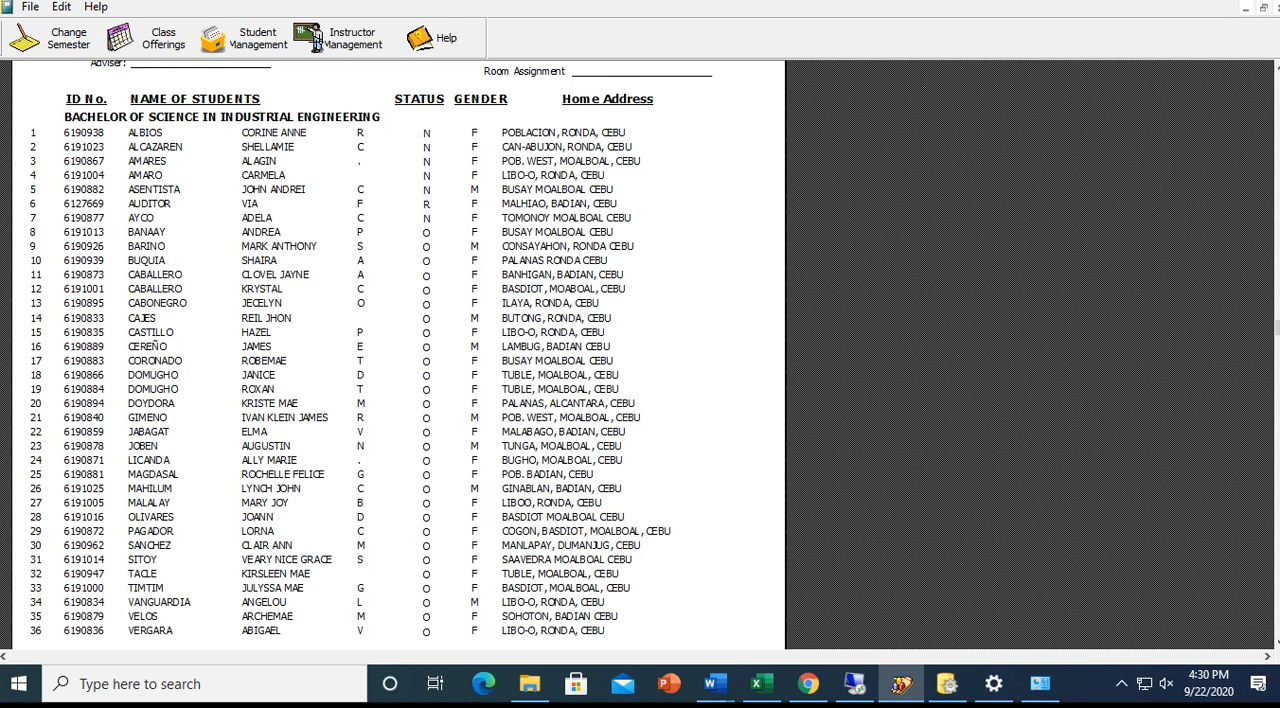 File Edit Help
Change Semester Class Offerings Student Management Instructor Management Help
Adviser: Room Assignment
ID No. NAME OF STUDENTS STATUS GENDER Home Address
BACHELOR OF SCIENCE IN INDUSTRIAL ENGINEERING
1 6190938 ALBIOS CORINE ANNE R N F POBLACION, RONDA, CEBU
2 6191023 ALCAZAREN SHELLAMIE C N F CAN-ABUJON, RONDA, CEBU
3 6190867 AMARES ALAGIN . N F POB. WEST, MOALBOAL, CEBU
4 6191004 AMARO CARMELA N F LIBO-O, RONDA, CEBU
5 6190882 ASENTISTA JOHN ANDREI C N M BUSAY MOALBOAL CEBU
6 6127669 AUDITOR VIA F R F MALHIAO, BADIAN, CEBU
7 6190877 AYCO ADELA C N F TOMONOY MOALBOAL CEBU
8 6191013 BANAAY ANDREA P O F BUSAY MOALBOAL CEBU
9 6190926 BARINO MARK ANTHONY S O M CONSAYAHON, RONDA CEBU
10 6190939 BUQUIA SHAIRA A O F PALANAS RONDA CEBU
11 6190873 CABALLERO CLOVEL JAYNE A O F BANHIGAN, BADIAN, CEBU
12 6191001 CABALLERO KRYSTAL C O F BASDIOT, MOABOAL, CEBU
13 6190895 CABONEGRO JECELYN O O F ILAYA, RONDA, CEBU
14 6190833 CAJES REIL JHON O M BUTONG, RONDA, CEBU
15 6190835 CASTILLO HAZEL P O F LIBO-O, RONDA, CEBU
16 6190889 CEREÑO JAMES E O M LAMBUG, BADIAN CEBU
17 6190883 CORONADO ROBEMAE T O F BUSAY MOALBOAL CEBU
18 6190866 DOMUGHO JANICE D O F TUBLE, MOALBOAL, CEBU
19 6190884 DOMUGHO ROXAN T O F TUBLE, MOALBOAL, CEBU
20 6190894 DOYDORA KRISTE MAE M O F PALANAS, ALCANTARA, CEBU
21 6190840 GIMENO IVAN KLEIN JAMES R O M POB. WEST, MOALBOAL, CEBU
22 6190859 JABAGAT ELMA V O F MALABAGO, BADIAN, CEBU
23 6190878 JOBEN AUGUSTIN N O M TUNGA, MOALBOAL, CEBU
24 6190871 LICANDA ALLY MARIE . O F BUGHO, MOALBOAL, CEBU
25 6190881 MAGDASAL ROCHELLE FELICE G O F POB. BADIAN, CEBU
26 6191025 MAHILUM LYNCH JOHN C O M GINABLAN, BADIAN, CEBU
27 6191005 MALALAY MARY JOY B O F LIBOO, RONDA, CEBU
28 6191016 OLIVARES JOANN D O F BASDIOT MOALBOAL CEBU
29 6190872 PAGADOR LORNA C O F COGON, BASDIOT, MOALBOAL, CEBU
30 6190962 SANCHEZ CLAIR ANN M O F MANLAPAY, DUMANJUG, CEBU
31 6191014 SITOY VEARY NICE GRACE S O F SAAVEDRA MOALBOAL CEBU
32 6190947 TACLE KIRSLEEN MAE O F TUBLE, MOALBOAL, CEBU
33 6191000 TIMTIM JULYSSA MAE G O F BASDIOT, MOALBOAL, CEBU
34 6190834 VANGUARDIA ANGELOU L O M LIBO-O, RONDA, CEBU
35 6190879 VELOS ARCHEMAE M O F SOHOTON, BADIAN CEBU
36 6190836 VERGARA ABIGAEL V O F LIBO-O, RONDA, CEBU
Type here to search
4:30 PM
9/22/2020